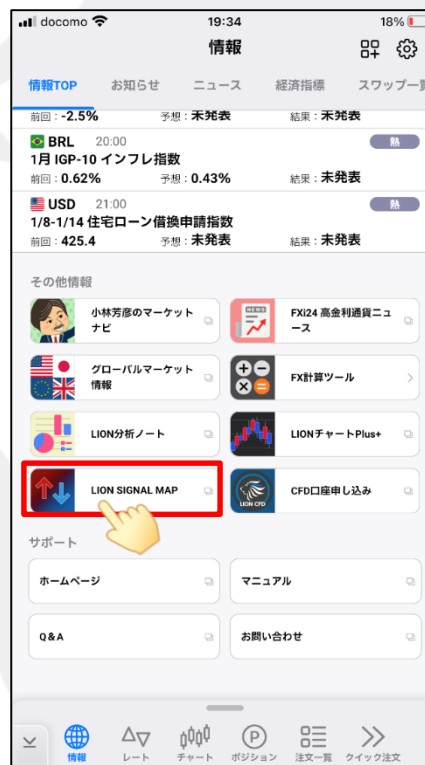 docomo 19:34 18%
情報
情報TOP お知らせ ニュース 経済指標 スワップ一覧
前回：-2.5% 予想：未発表 結果：未発表
BRL 20:00 熱
1月 IGP-10 インフレ指数
前回：0.62% 予想：0.43% 結果：未発表
USD 21:00 熱
1/8-1/14 住宅ローン借換申請指数
前回：425.4 予想：未発表 結果：未発表
その他情報
小林芳彦のマーケット
ナビ
NEWS
FXi24 高金利通貨ニュ
ース
グローバルマーケット
情報
FX計算ツール
LION分析ノート
LIONチャートPlus+
LION SIGNAL MAP
LION CFD
CFD口座申し込み
サポート
ホームページ
マニュアル
Q&A
お問い合わせ
情報 レート チャート ポジション 注文一覧 クイック注文